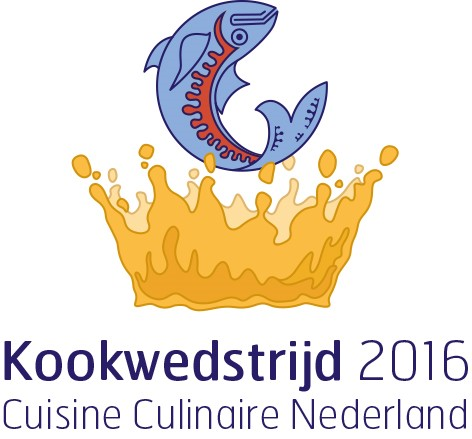 Kookwedstrijd 2016
Cuisine Culinaire Nederland